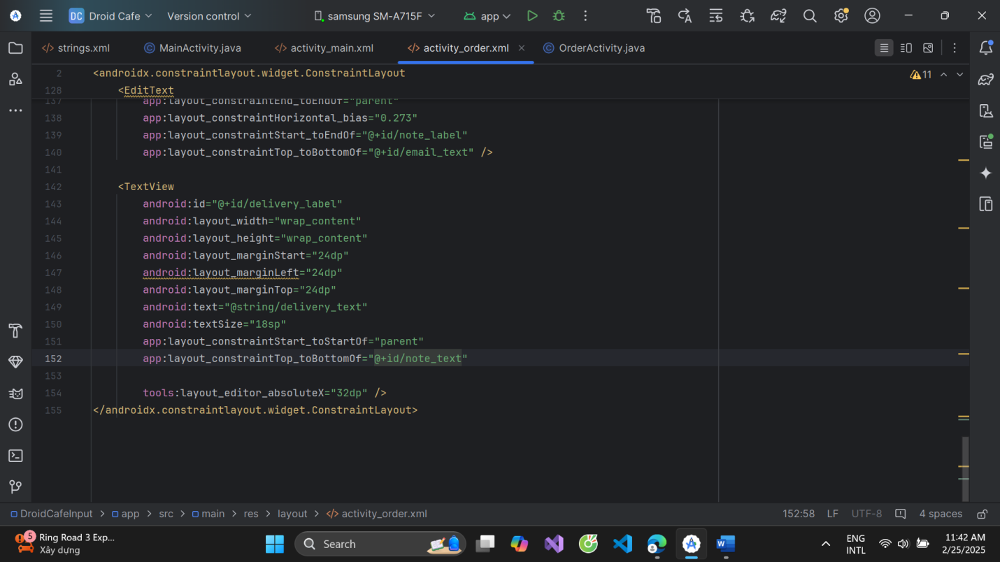 DC Droid Cafe Version control samsung SM-A715F app
strings.xml MainActivity.java activity_main.xml activity_order.xml OrderActivity.java
2 <androidx.constraintlayout.widget.ConstraintLayout 11
128 <EditText
137 app:layout_constraintEnd_toEndOf="parent"
138 app:layout_constraintHorizontal_bias="0.273"
139 app:layout_constraintStart_toEndOf="@+id/note_label"
140 app:layout_constraintTop_toBottomOf="@+id/email_text" />
141
142 <TextView
143 android:id="@+id/delivery_label"
144 android:layout_width="wrap_content"
145 android:layout_height="wrap_content"
146 android:layout_marginStart="24dp"
147 android:layout_marginLeft="24dp"
148 android:layout_marginTop="24dp"
149 android:text="@string/delivery_text"
150 android:textSize="18sp"
151 app:layout_constraintStart_toStartOf="parent"
152 app:layout_constraintTop_toBottomOf="@+id/note_text"
153
154 tools:layout_editor_absoluteX="32dp" />
155 </androidx.constraintlayout.widget.ConstraintLayout>
DroidCafeInput > app > src > main > res > layout > activity_order.xml 152:58 LF UTF-8 4 spaces
5 Ring Road 3 Exp... Search ENG 11:42 AM
Xây dựng INTL 2/25/2025